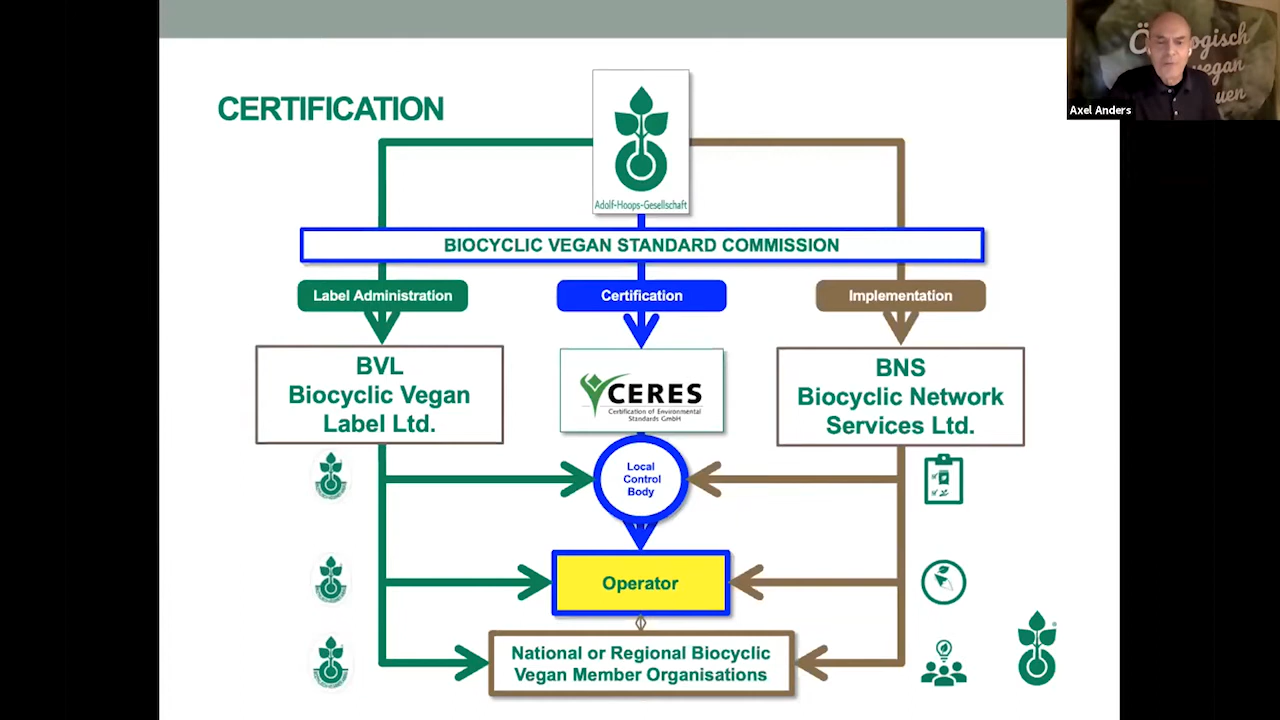 CERTIFICATION
Adolf-Hoops-Gesellschaft
BIOCYCLIC VEGAN STANDARD COMMISSION
Label Administration
Certification
Implementation
BVL
Biocyclic Vegan
Label Ltd.
CERES
Certification of Environmental
Standards GmbH
BNS
Biocyclic Network
Services Ltd.
Local
Control
Body
Operator
National or Regional Biocyclic
Vegan Member Organisations
Axel Anders